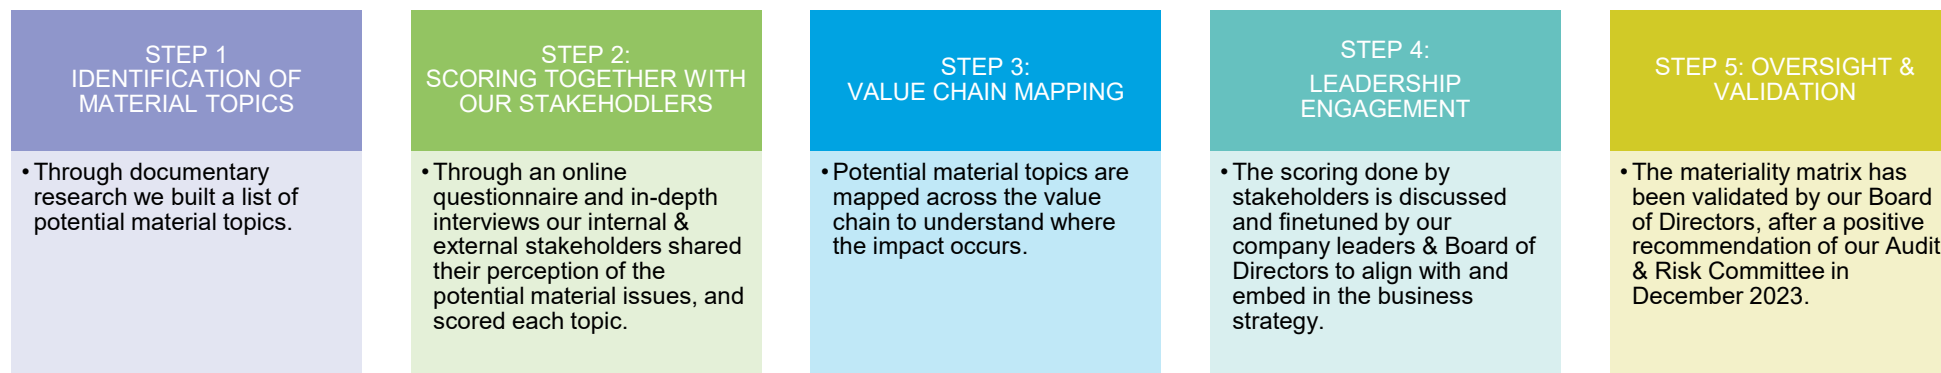 STEP 1
IDENTIFICATION OF
MATERIAL TOPICS
• Through documentary
research we built a list of
potential material topics.
STEP 2:
SCORING TOGETHER WITH
OUR STAKEHODLERS
• Through an online
questionnaire and in-depth
interviews our internal &
external stakeholders shared
their perception of the
potential material issues, and
scored each topic.
STEP 3:
VALUE CHAIN MAPPING
• Potential material topics are
mapped across the value
chain to understand where
the impact occurs.
STEP 4:
LEADERSHIP
ENGAGEMENT
• The scoring done by
stakeholders is discussed
and finetuned by our
company leaders & Board of
Directors to align with and
embed in the business
strategy.
STEP 5: OVERSIGHT &
VALIDATION
• The materiality matrix has
been validated by our Board
of Directors, after a positive
recommendation of our Audit
& Risk Committee in
December 2023.